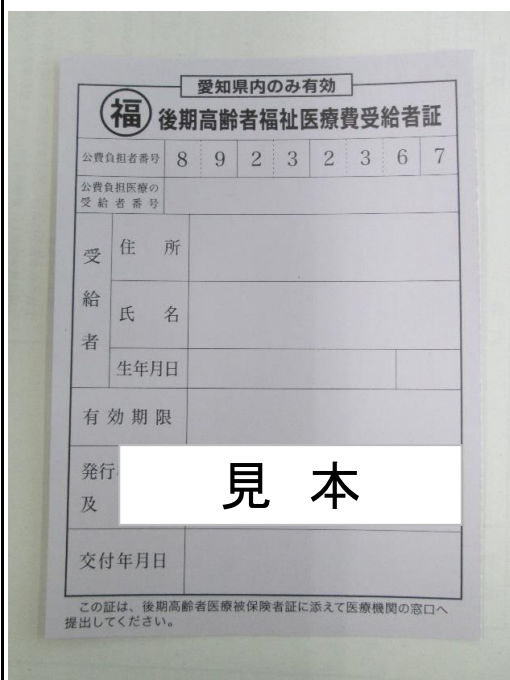 愛知県内のみ有効
福 後期高齢者福祉医療費受給者証
公費負担者番号 8 9 2 3 2 3 6 7
公費負担医療の
受給者番号
受給者
住所
氏名
生年月日
有効期限
発行
及
見本
交付年月日
この証は、後期高齢者医療被保険者証に添えて医療機関の窓口へ
提出してください。